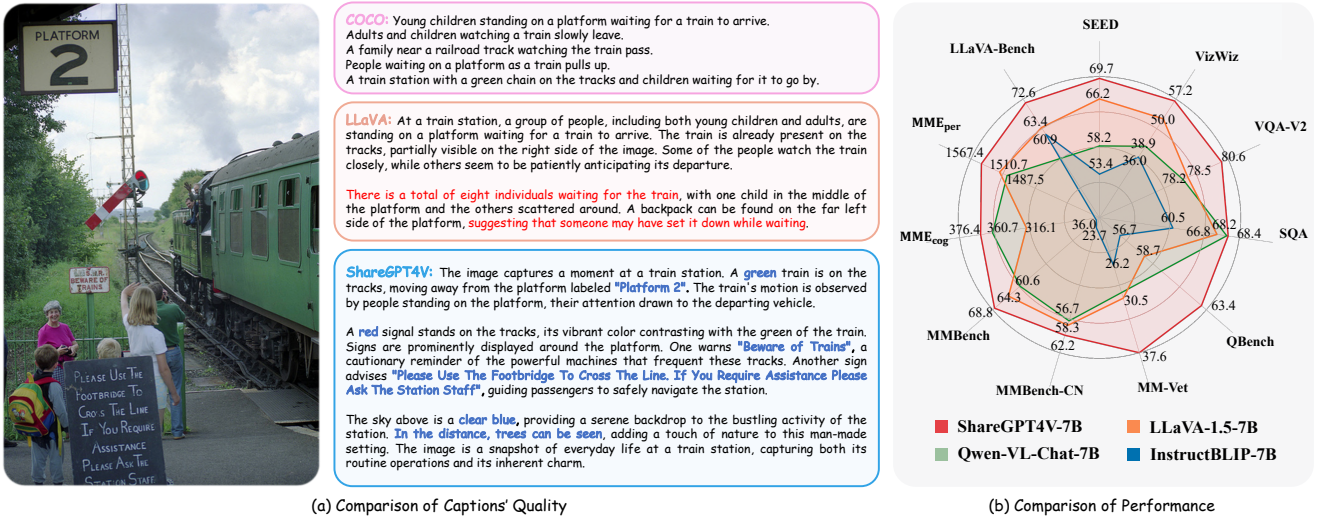 PLATFORM
2
BEWARE OF
TRAINS
PLEASE USE THE
FOOTBRIDGE TO
CROSS THE LINE
IF YOU REQUIRE
ASSISTANCE
PLEASE ASK THE
STATION STAFF
COCO: Young children standing on a platform waiting for a train to arrive.
Adults and children watching a train slowly leave.
A family near a railroad track watching the train pass.
People waiting on a platform as a train pulls up.
A train station with a green chain on the tracks and children waiting for it to go by.
LLaVA: At a train station, a group of people, including both young children and adults, are
standing on a platform waiting for a train to arrive. The train is already present on the
tracks, partially visible on the right side of the image. Some of the people watch the train
closely, while others seem to be patiently anticipating its departure.
There is a total of eight individuals waiting for the train, with one child in the middle of
the platform and the others scattered around. A backpack can be found on the far left
side of the platform, suggesting that someone may have set it down while waiting.
ShareGPT4V: The image captures a moment at a train station. A green train is on the
tracks, moving away from the platform labeled "Platform 2". The train's motion is observed
by people standing on the platform, their attention drawn to the departing vehicle.
A red signal stands on the tracks, its vibrant color contrasting with the green of the train.
Signs are prominently displayed around the platform. One warns "Beware of Trains", a
cautionary reminder of the powerful machines that frequent these tracks. Another sign
advises "Please Use The Footbridge To Cross The Line. If You Require Assistance Please
Ask The Station Staff", guiding passengers to safely navigate the station.
The sky above is a clear blue, providing a serene backdrop to the bustling activity of the
station. In the distance, trees can be seen, adding a touch of nature to this man-made
setting. The image is a snapshot of everyday life at a train station, capturing both its
routine operations and its inherent charm.
(a) Comparison of Captions' Quality
SEED
69.7
66.2
58.2
53.4
VizWiz
57.2
50.0
38.9
36.0
VQA-V2
80.6
78.5
78.2
SQA
68.4
68.2
66.8
60.5
QBench
63.4
58.7
56.7
MM-Vet
37.6
30.5
26.2
MMBench-CN
62.2
58.3
56.7
23.7
MMBench
68.8
64.3
60.6
36.0
MMEcog
376.4
360.7
316.1
MMEper
1567.4
1510.7
1487.5
LLaVA-Bench
72.6
63.4
60.9
ShareGPT4V-7B
LLaVA-1.5-7B
Qwen-VL-Chat-7B
InstructBLIP-7B
(b) Comparison of Performance